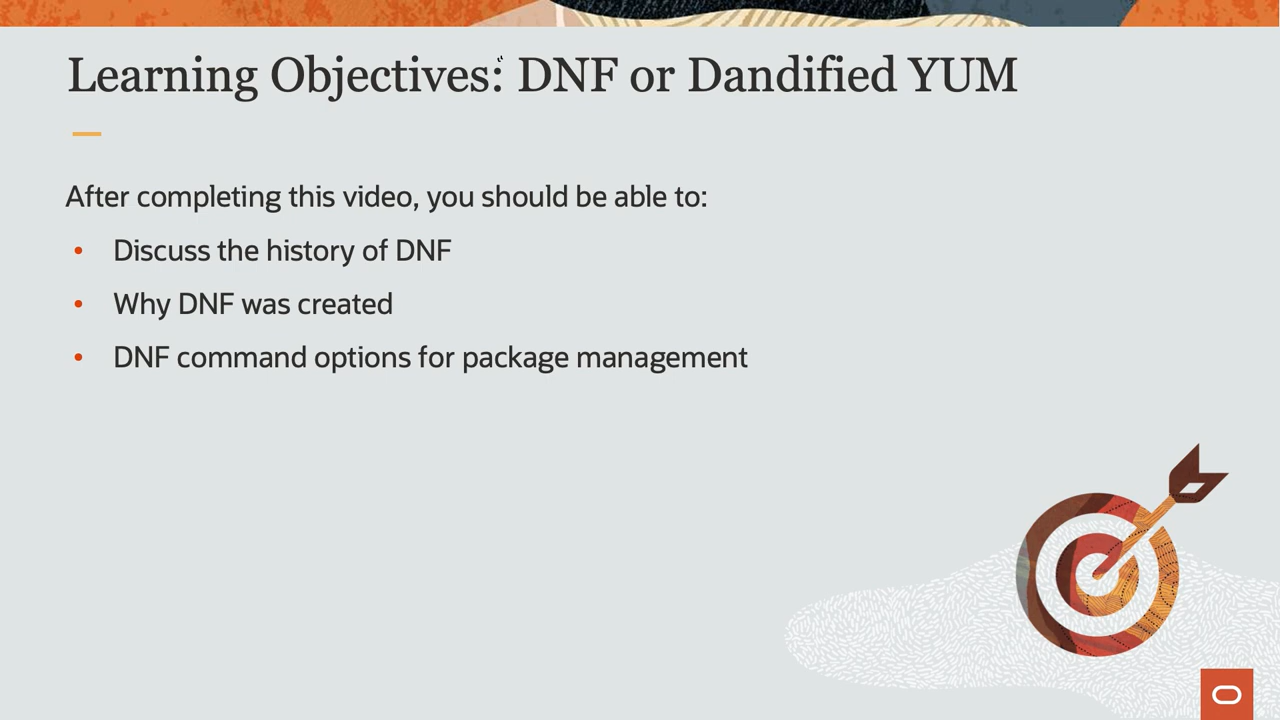 Learning Objectives: DNF or Dandified YUM
After completing this video, you should be able to:
• Discuss the history of DNF
• Why DNF was created
• DNF command options for package management